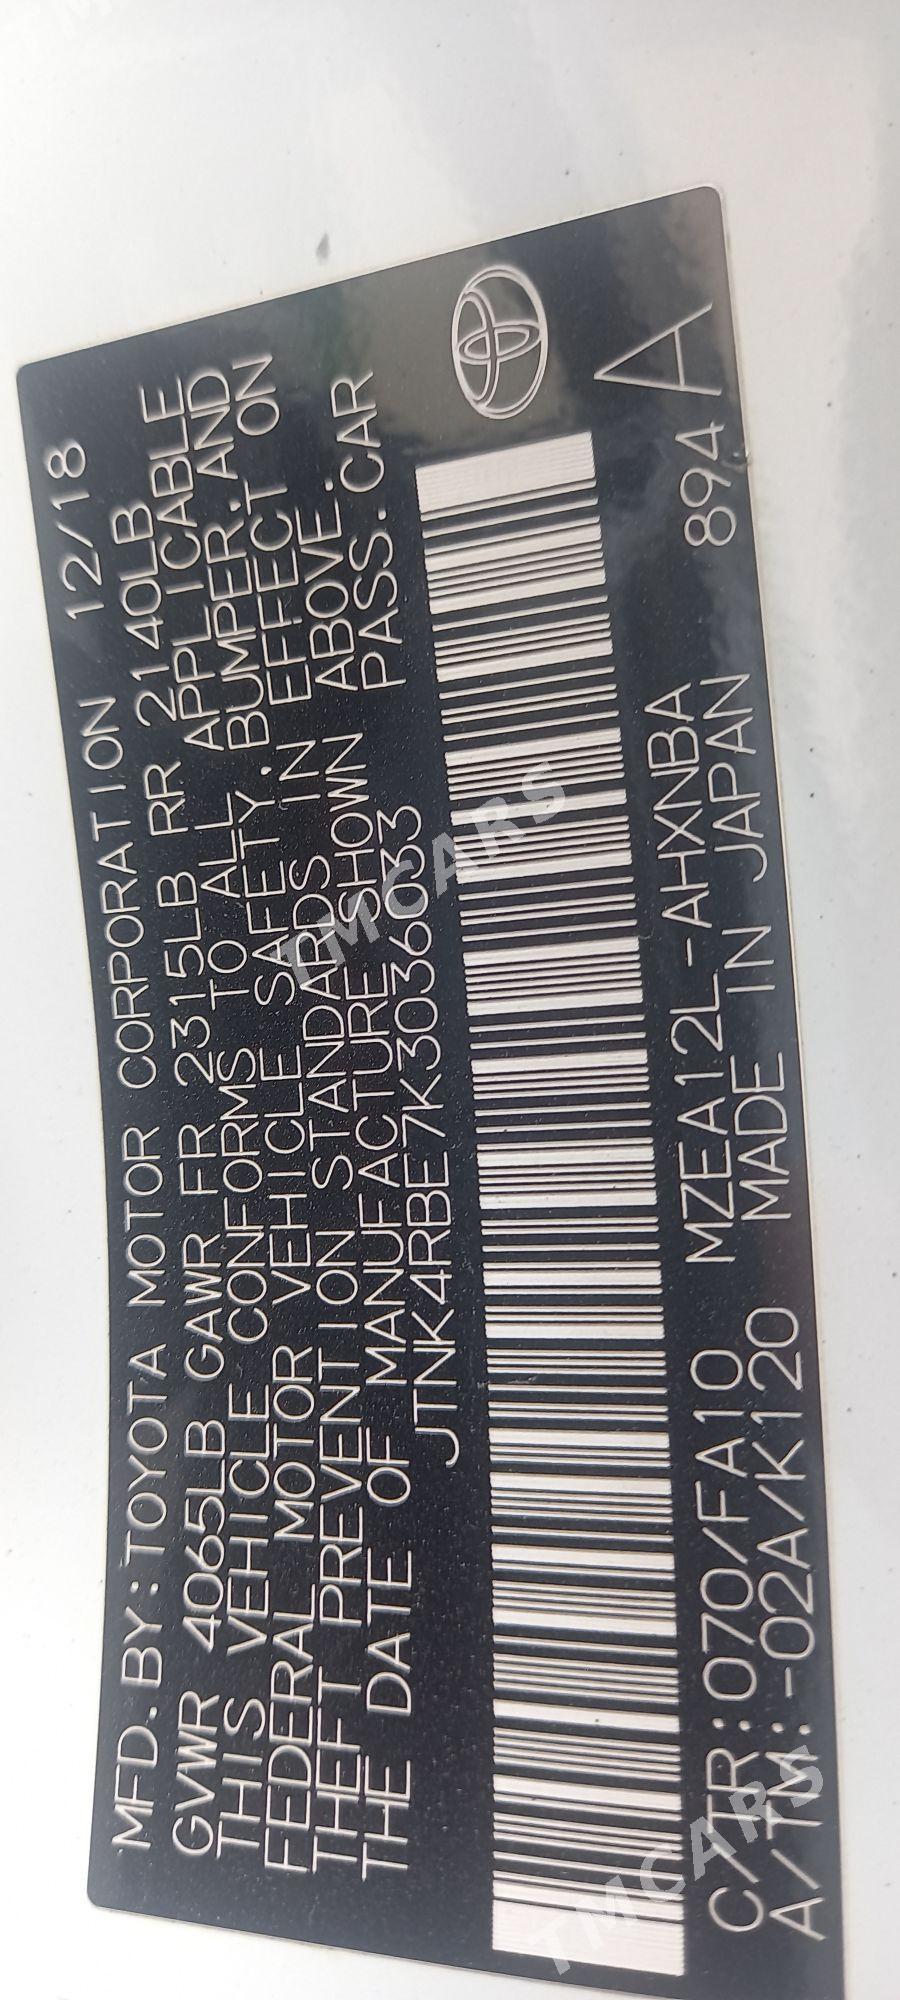 MFD.BY:TOYOTA MOTOR CORPORATION 12/18
GVWR 4065LB GAWR FR 2315LB RR 2140LB
THIS VEHICLE CONFORMS TO ALL APPLICABLE
FEDERAL MOTOR VEHICLE SAFETY, BUMPER,AND
THEFT PREVENTION STANDARDS IN EFFECT ON
THE DATE OF MANUFACTURE SHOWN ABOVE.
JTNK4RBE7K3036033 PASS.CAR
C/TR:070/FA10 MZEA12L-AHXNBA 894A
A/TM:-02A/K120 MADE IN JAPAN
TMCARS
TMCARS